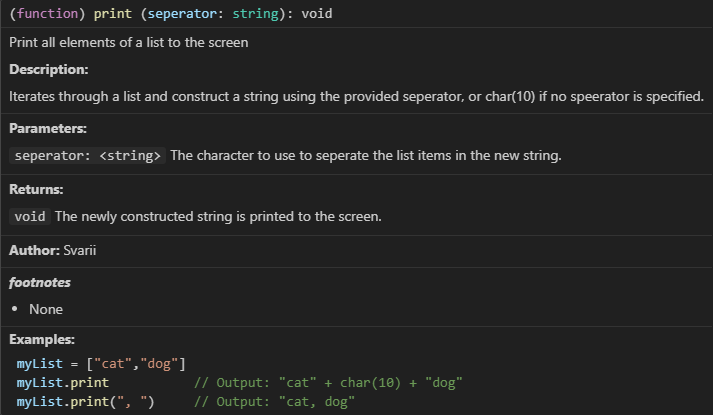 (function) print (seperator: string): void
Print all elements of a list to the screen
Description:
Iterates through a list and construct a string using the provided seperator, or char(10) if no speerator is specified.
Parameters:
seperator: <string> The character to use to seperate the list items in the new string.
Returns:
void The newly constructed string is printed to the screen.
Author: Svarii
footnotes
• None
Examples:
myList = ["cat","dog"]
myList.print // Output: "cat" + char(10) + "dog"
myList.print(", ") // Output: "cat, dog"